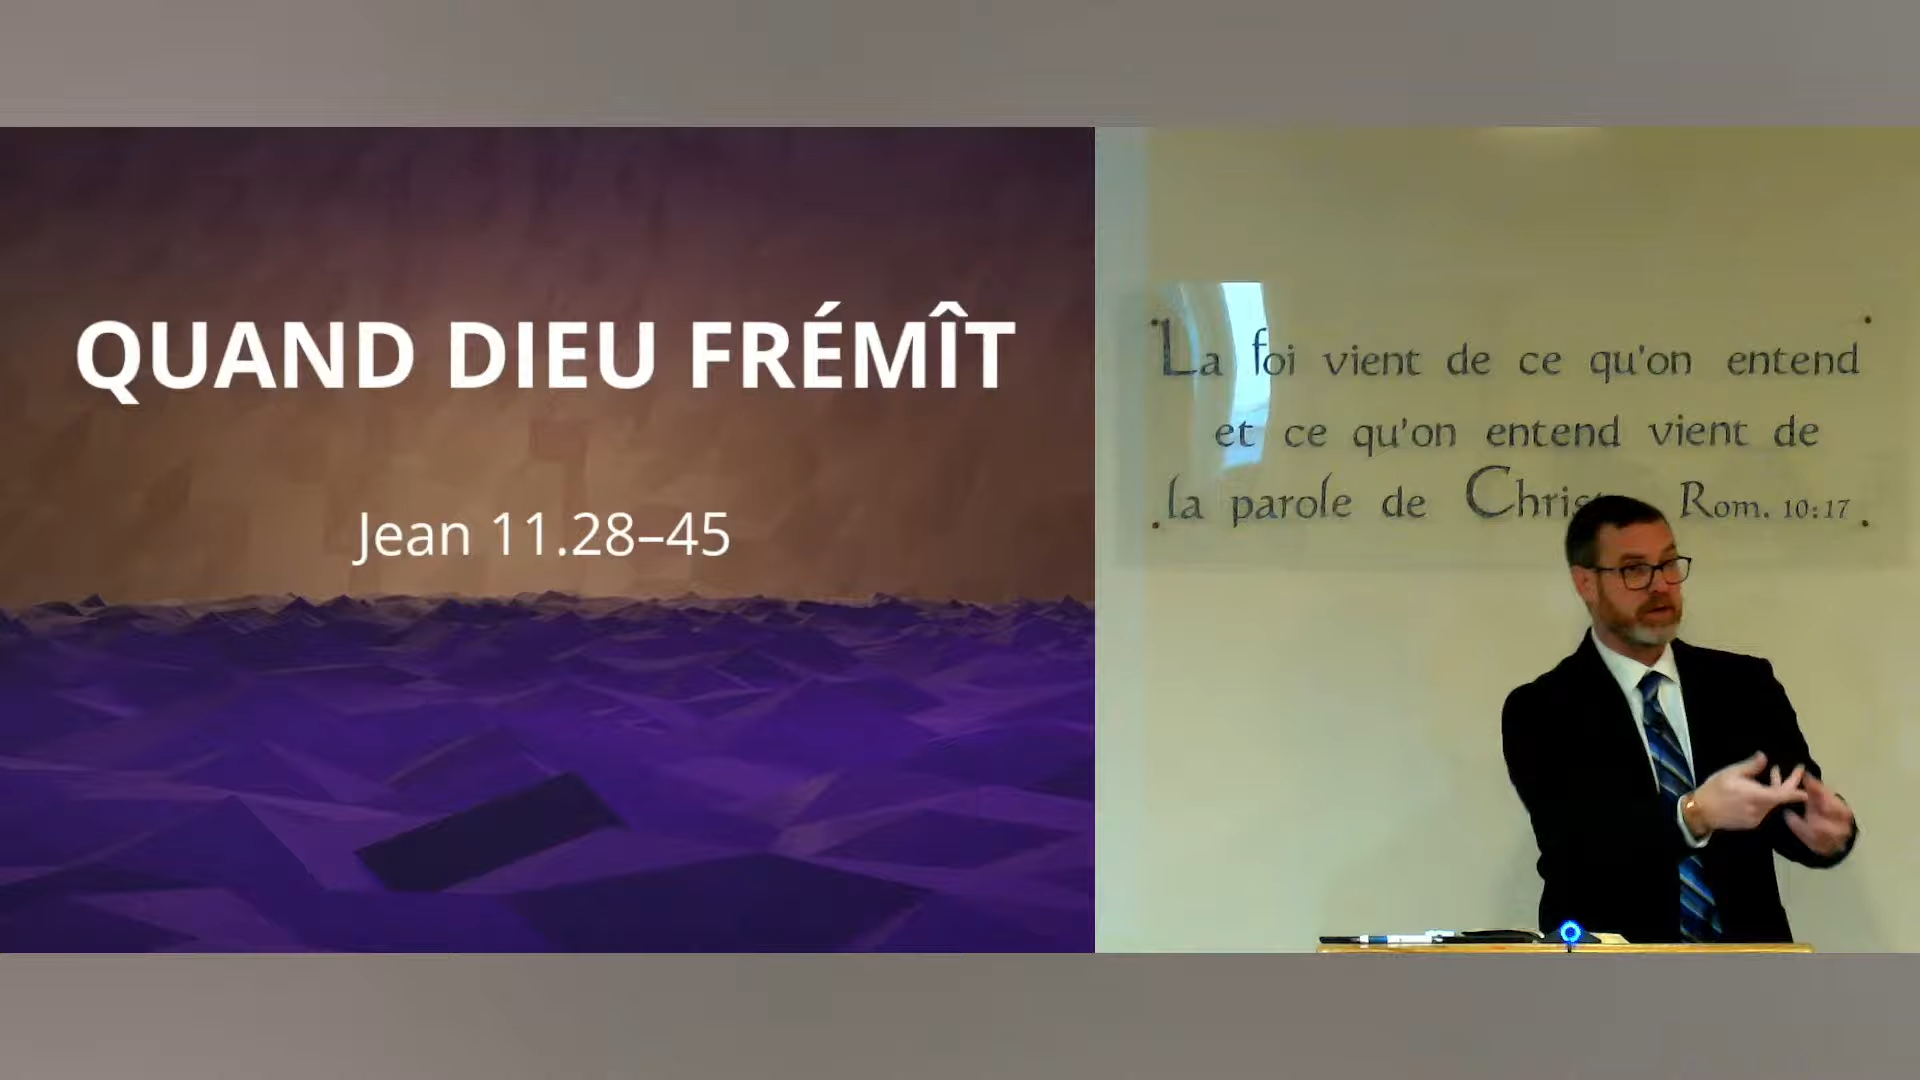 QUAND DIEU FRÉMÎT
Jean 11.28–45
La foi vient de ce qu'on entend
et ce qu'on entend vient de
la parole de Rom. 10:17